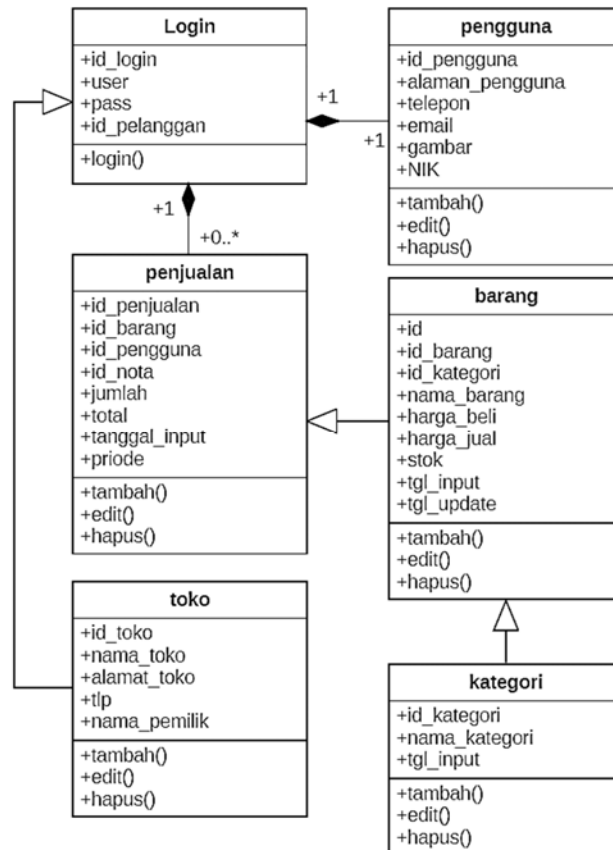 Login
+id_login
+user
+pass
+id_pelanggan
+login()
+1
+1
pengguna
+id_pengguna
+alaman_pengguna
+telepon
+email
+gambar
+NIK
+tambah()
+edit()
+hapus()
+1
+0..*
penjualan
+id_penjualan
+id_barang
+id_pengguna
+id_nota
+jumlah
+total
+tanggal_input
+priode
+tambah()
+edit()
+hapus()
barang
+id
+id_barang
+id_kategori
+nama_barang
+harga_beli
+harga_jual
+stok
+tgl_input
+tgl_update
+tambah()
+edit()
+hapus()
toko
+id_toko
+nama_toko
+alamat_toko
+tlp
+nama_pemilik
+tambah()
+edit()
+hapus()
kategori
+id_kategori
+nama_kategori
+tgl_input
+tambah()
+edit()
+hapus()